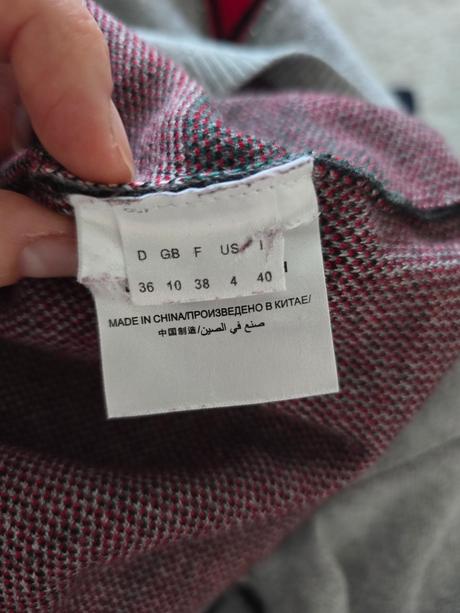 D GB F US I
36 10 38 4 40
MADE IN CHINA/ПРОИЗВЕДЕНО В КИТАЕ/
中国制造/صنع في الصين